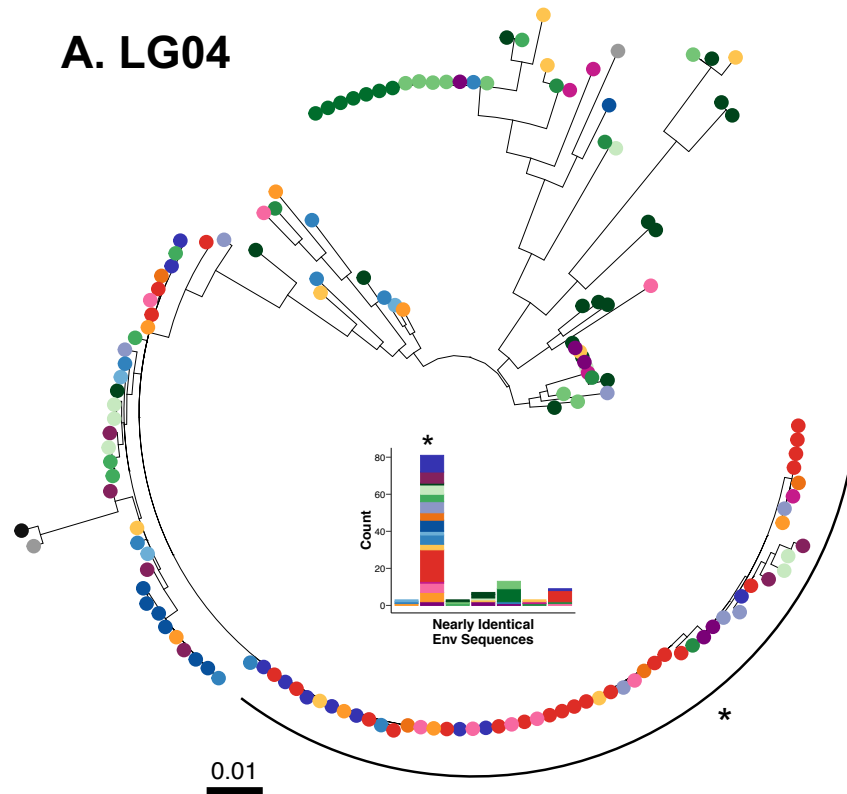 A. LG04
*
80
60
40
20
0
Count
Nearly Identical
Env Sequences
*
0.01